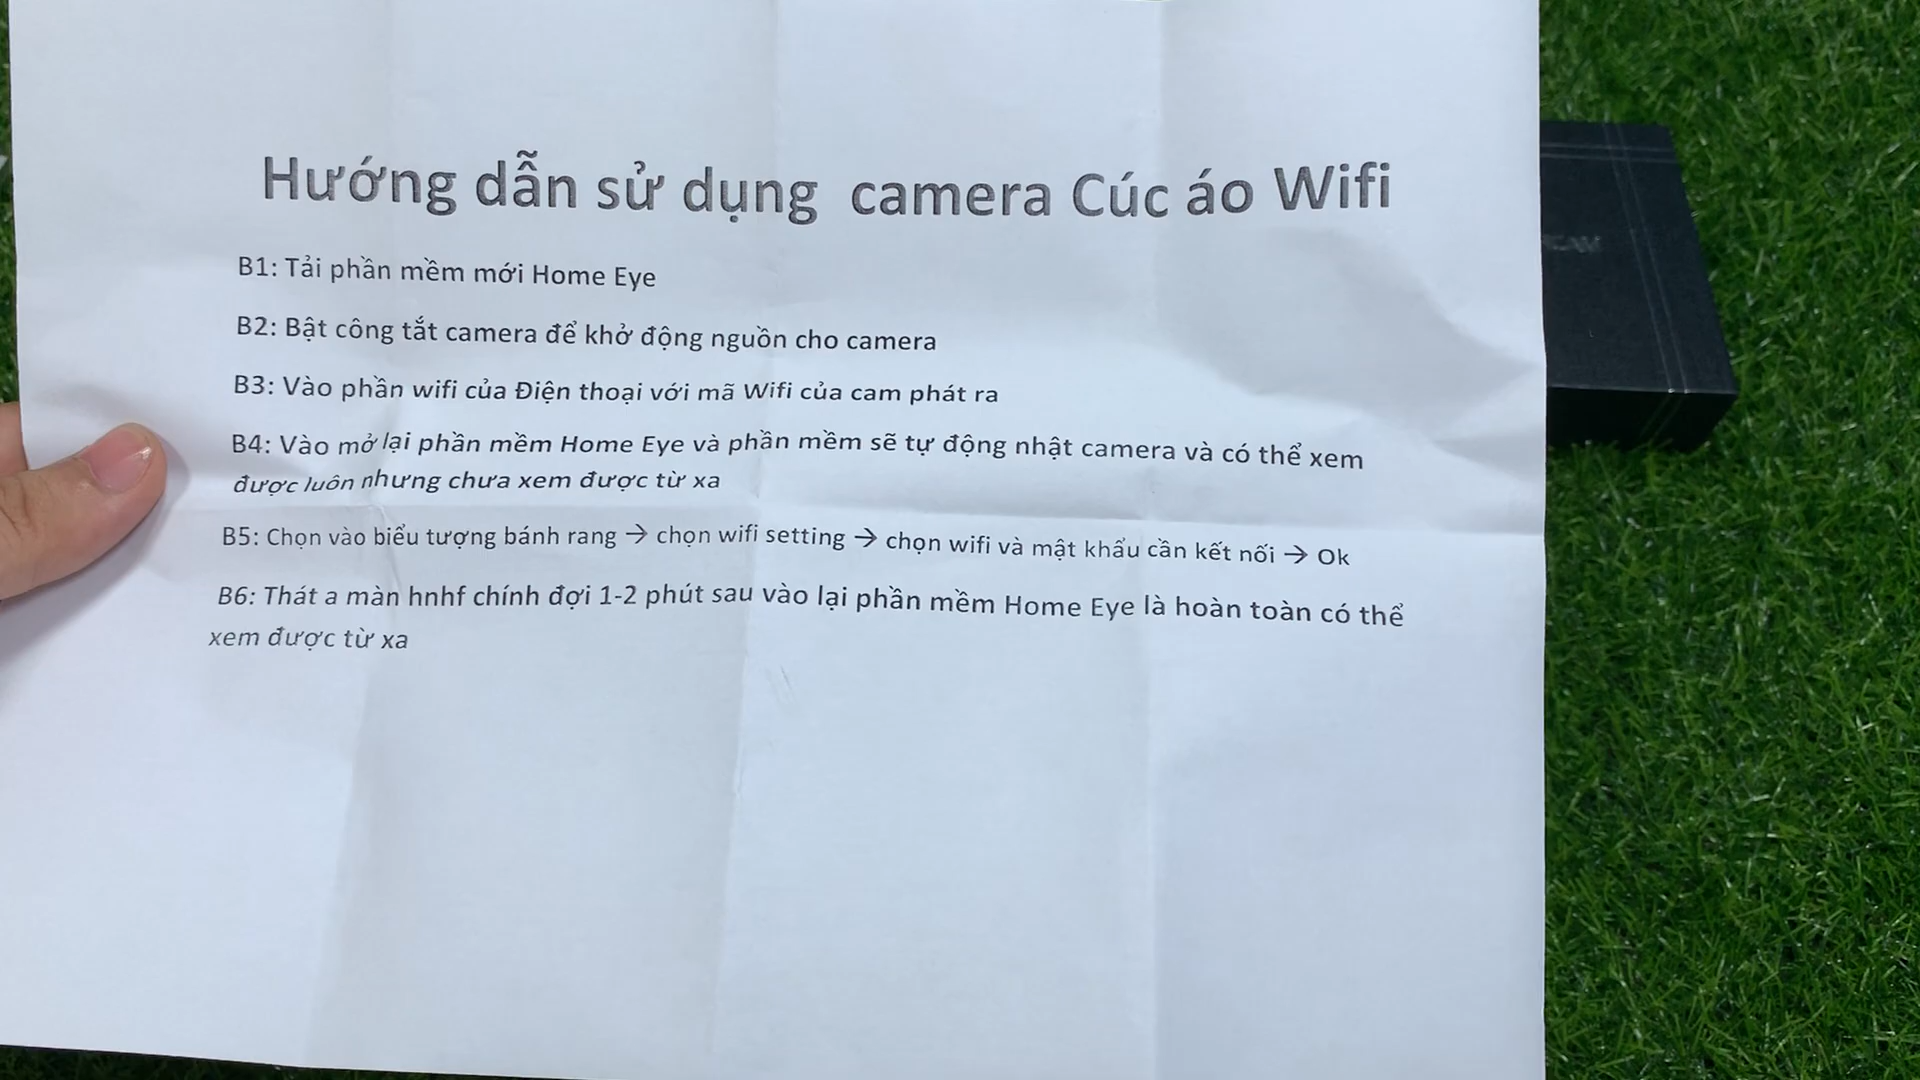 Hướng dẫn sử dụng camera Cúc áo Wifi
B1: Tải phần mềm mới Home Eye
B2: Bật công tắt camera để khở động nguồn cho camera
B3: Vào phần wifi của Điện thoại với mã Wifi của cam phát ra
B4: Vào mở lại phần mềm Home Eye và phần mềm sẽ tự động nhật camera và có thể xem
được luôn nhưng chưa xem được từ xa
B5: Chọn vào biểu tượng bánh rang → chọn wifi setting → chọn wifi và mật khẩu cần kết nối → Ok
B6: Thát a màn hnhf chính đợi 1-2 phút sau vào lại phần mềm Home Eye là hoàn toàn có thể
xem được từ xa